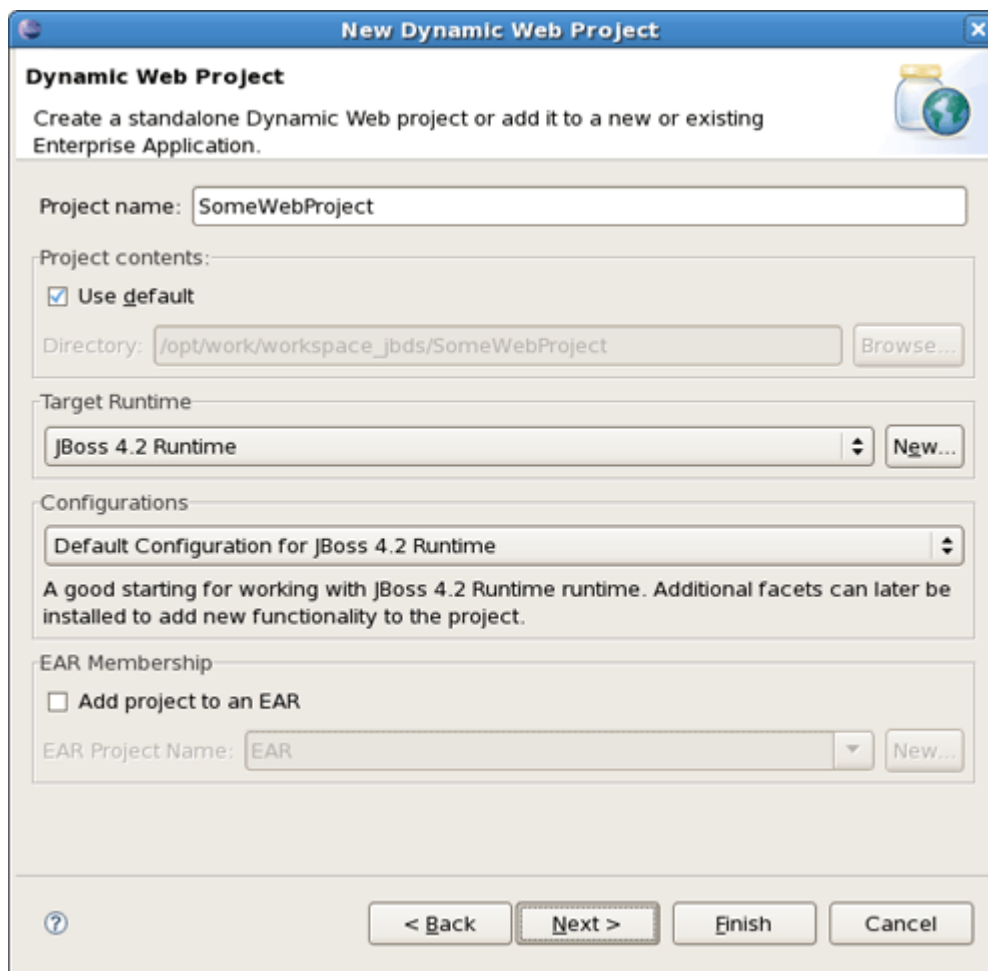 New Dynamic Web Project
Dynamic Web Project
Create a standalone Dynamic Web project or add it to a new or existing
Enterprise Application.
Project name: SomeWebProject
Project contents:
Use default
Directory: /opt/work/workspace_jbds/SomeWebProject Browse...
Target Runtime
JBoss 4.2 Runtime New...
Configurations
Default Configuration for JBoss 4.2 Runtime
A good starting for working with JBoss 4.2 Runtime runtime. Additional facets can later be
installed to add new functionality to the project.
EAR Membership
Add project to an EAR
EAR Project Name: EAR New...
? < Back Next > Finish Cancel